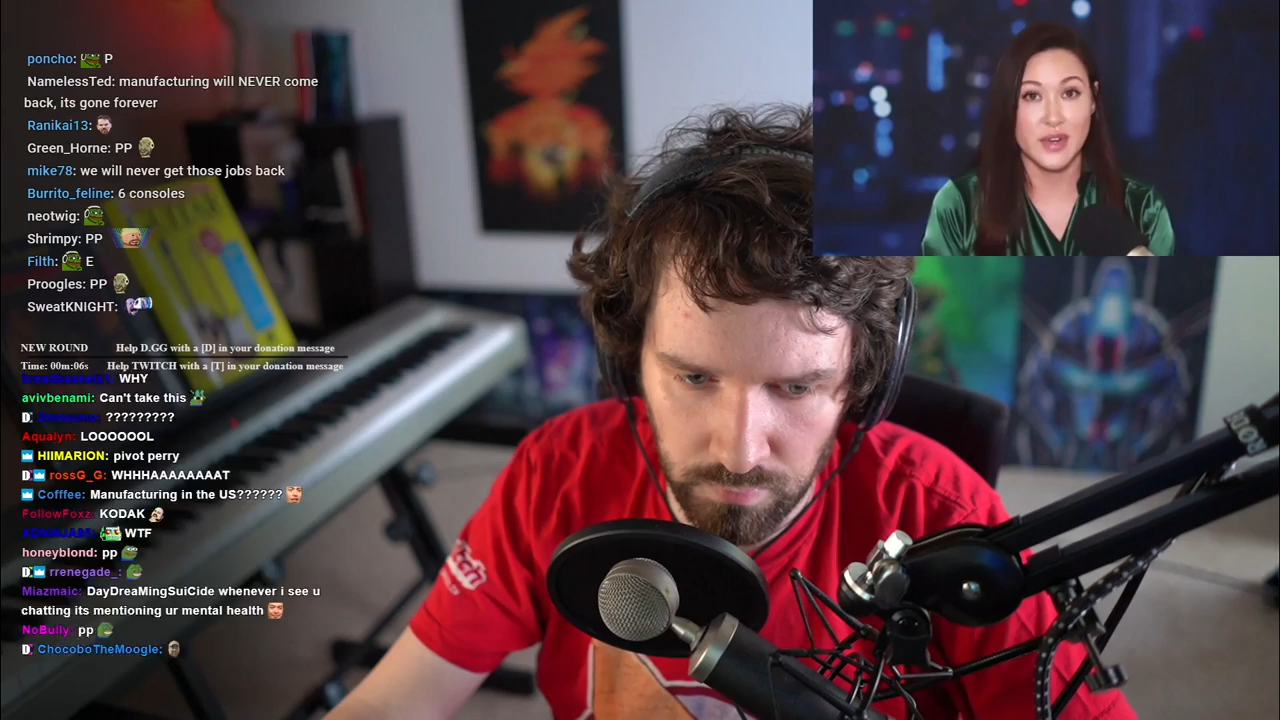 poncho: P
NamelessTed: manufacturing will NEVER come
back, its gone forever
Ranikai13:
Green_Horne: PP
mike78: we will never get those jobs back
Burrito_feline: 6 consoles
neotwig:
Shrimpy: PP
Filth: E
Proogles: PP
SweatKNIGHT:
NEW ROUND Help D.GG with a [D] in your donation message
Time: 00m:06s Help TWITCH with a [T] in your donation message
WHY
avivbenami: Can't take this
?????????
Aqualyn: LOOOOOOL
HIIMARION: pivot perry
rossG_G: WHHHAAAAAAAAT
Cofffee: Manufacturing in the US??????
FollowFoxz: KODAK
WTF
honeyblond: pp
rrenegade_:
Miazmaic: DayDreaMingSuiCide whenever i see u
chatting its mentioning ur mental health
NoBully: pp
ChocoboTheMoogle:
RODE